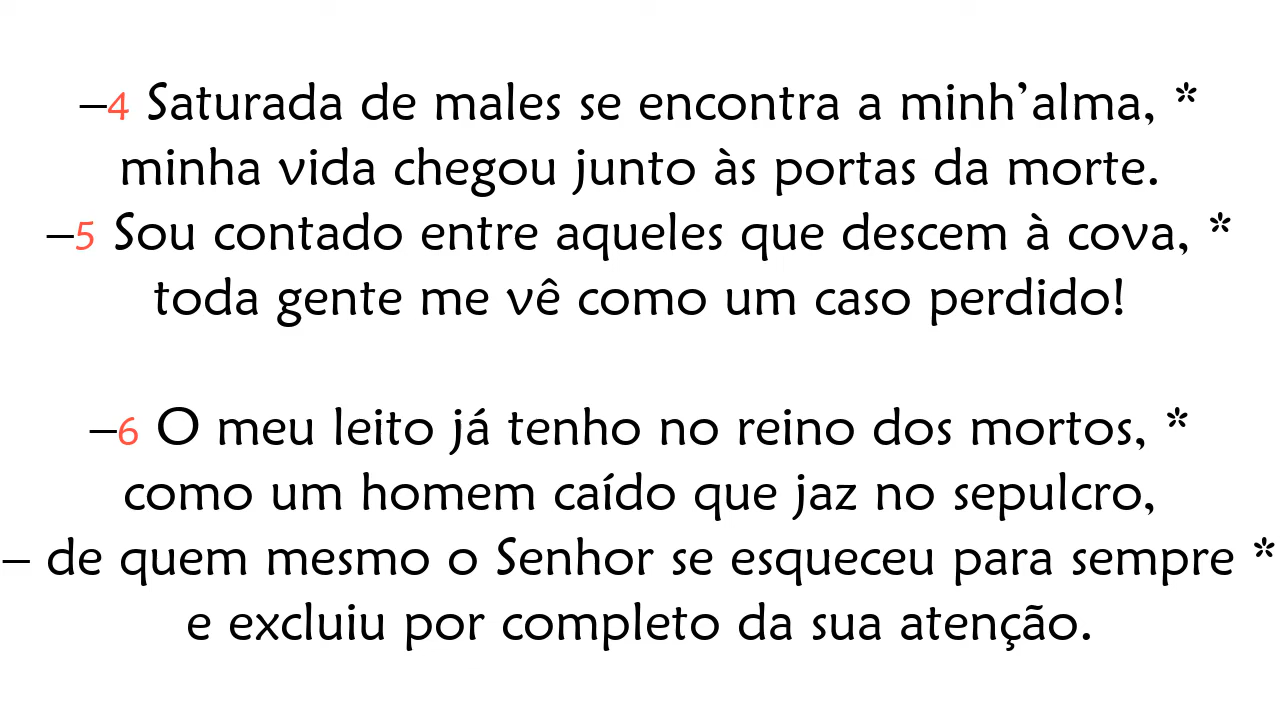 –4 Saturada de males se encontra a minh’alma, *
minha vida chegou junto às portas da morte.
–5 Sou contado entre aqueles que descem à cova, *
toda gente me vê como um caso perdido!
–6 O meu leito já tenho no reino dos mortos, *
como um homem caído que jaz no sepulcro,
– de quem mesmo o Senhor se esqueceu para sempre *
e excluiu por completo da sua atenção.